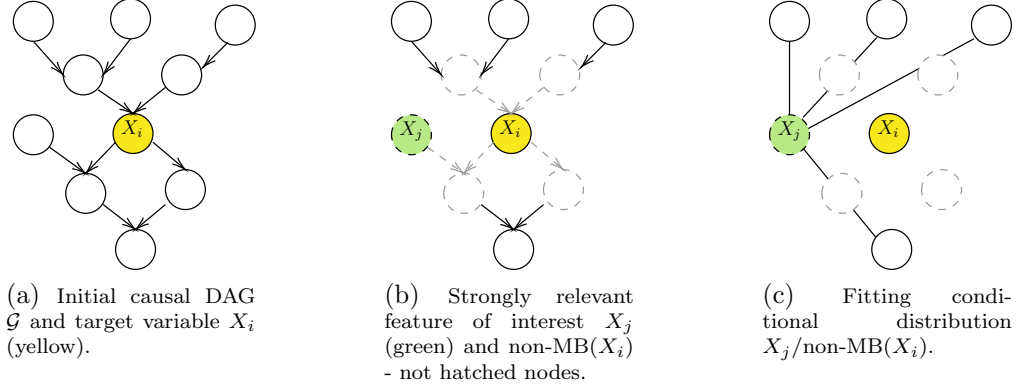 X_i
X_j
X_i
X_j
X_i
(a) Initial causal DAG
𝒢 and target variable X_i
(yellow).
(b) Strongly relevant
feature of interest X_j
(green) and non-MB(X_i)
- not hatched nodes.
(c) Fitting condi-
tional distribution
X_j/non-MB(X_i).